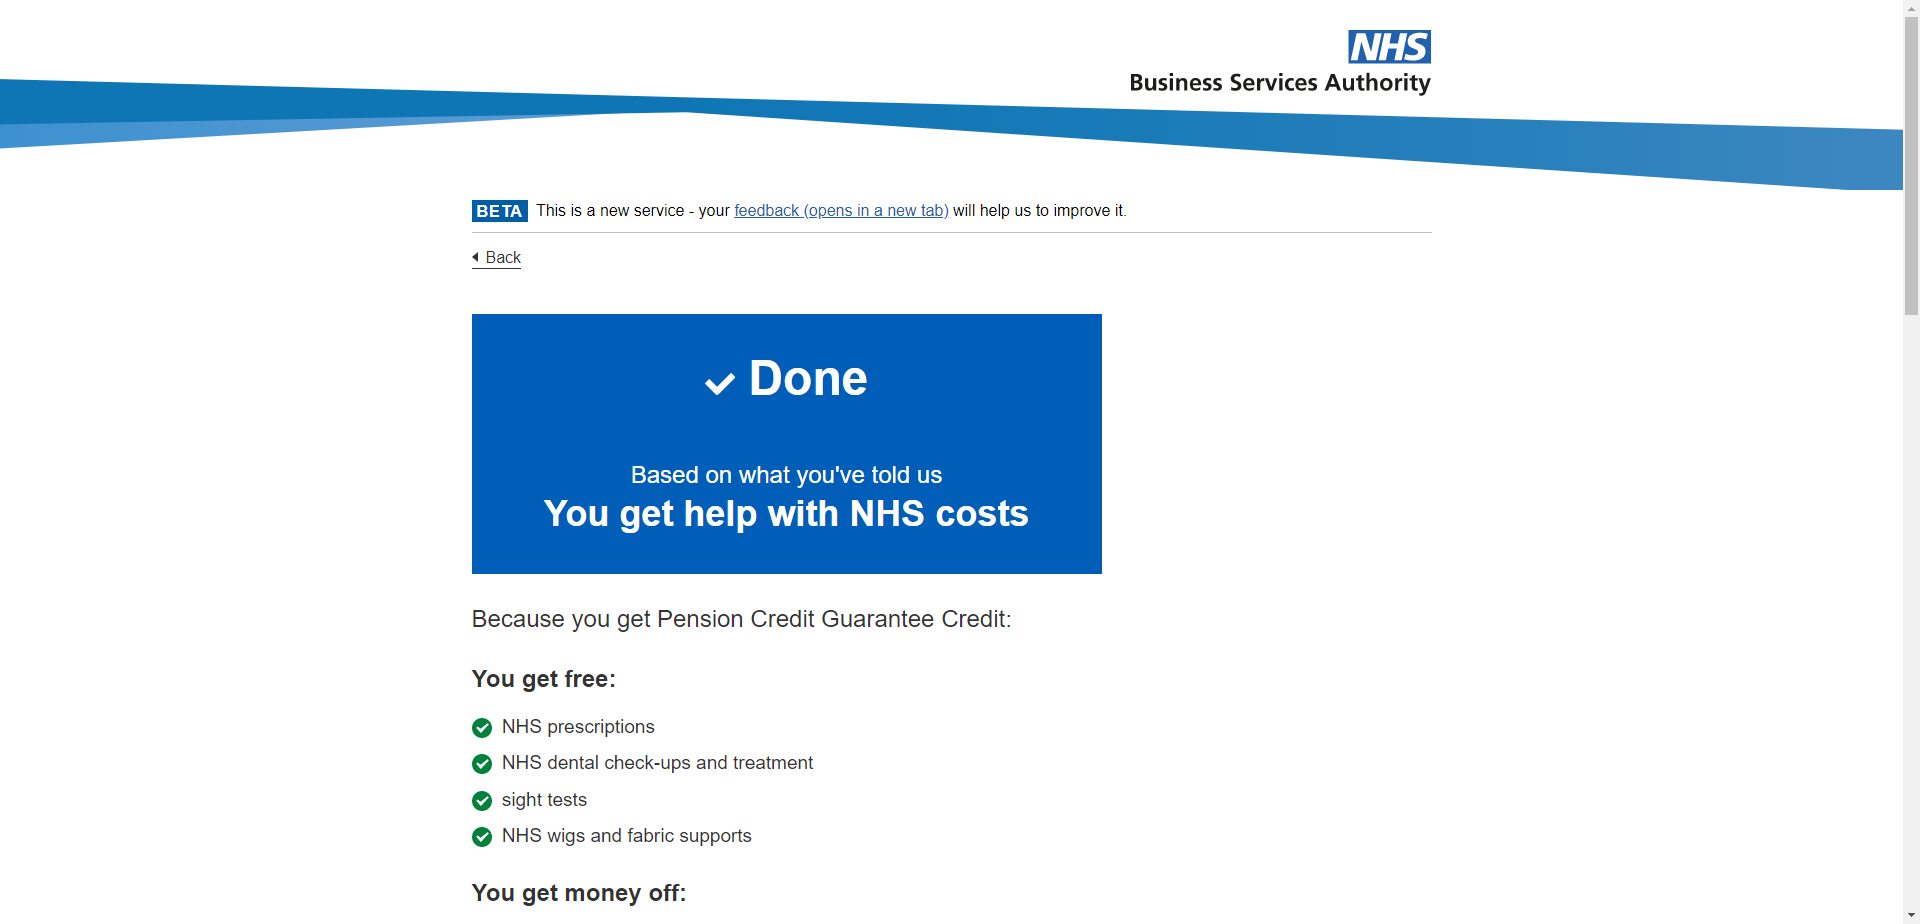 NHS
Business Services Authority
BETA This is a new service - your feedback (opens in a new tab) will help us to improve it.
Back
Done
Based on what you've told us
You get help with NHS costs
Because you get Pension Credit Guarantee Credit:
You get free:
NHS prescriptions
NHS dental check-ups and treatment
sight tests
NHS wigs and fabric supports
You get money off: